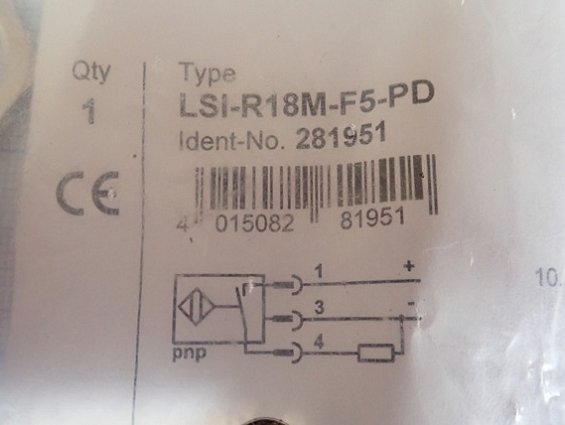 Qty
1
Type
LSI-R18M-F5-PD
Ident-No. 281951
CE
4 015082 81951
1
+
3
-
4
pnp
10.